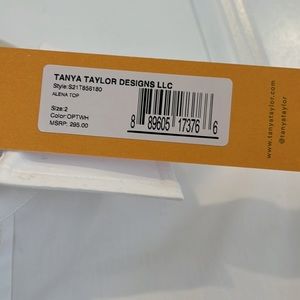 TANYA TAYLOR DESIGNS LLC
Style:S21T856180
ALENA TOP
Size:2
Color:OPTWH
MSRP: 295.00
8 89605 17376 6
www.tanyataylor.com
@tanyataylor